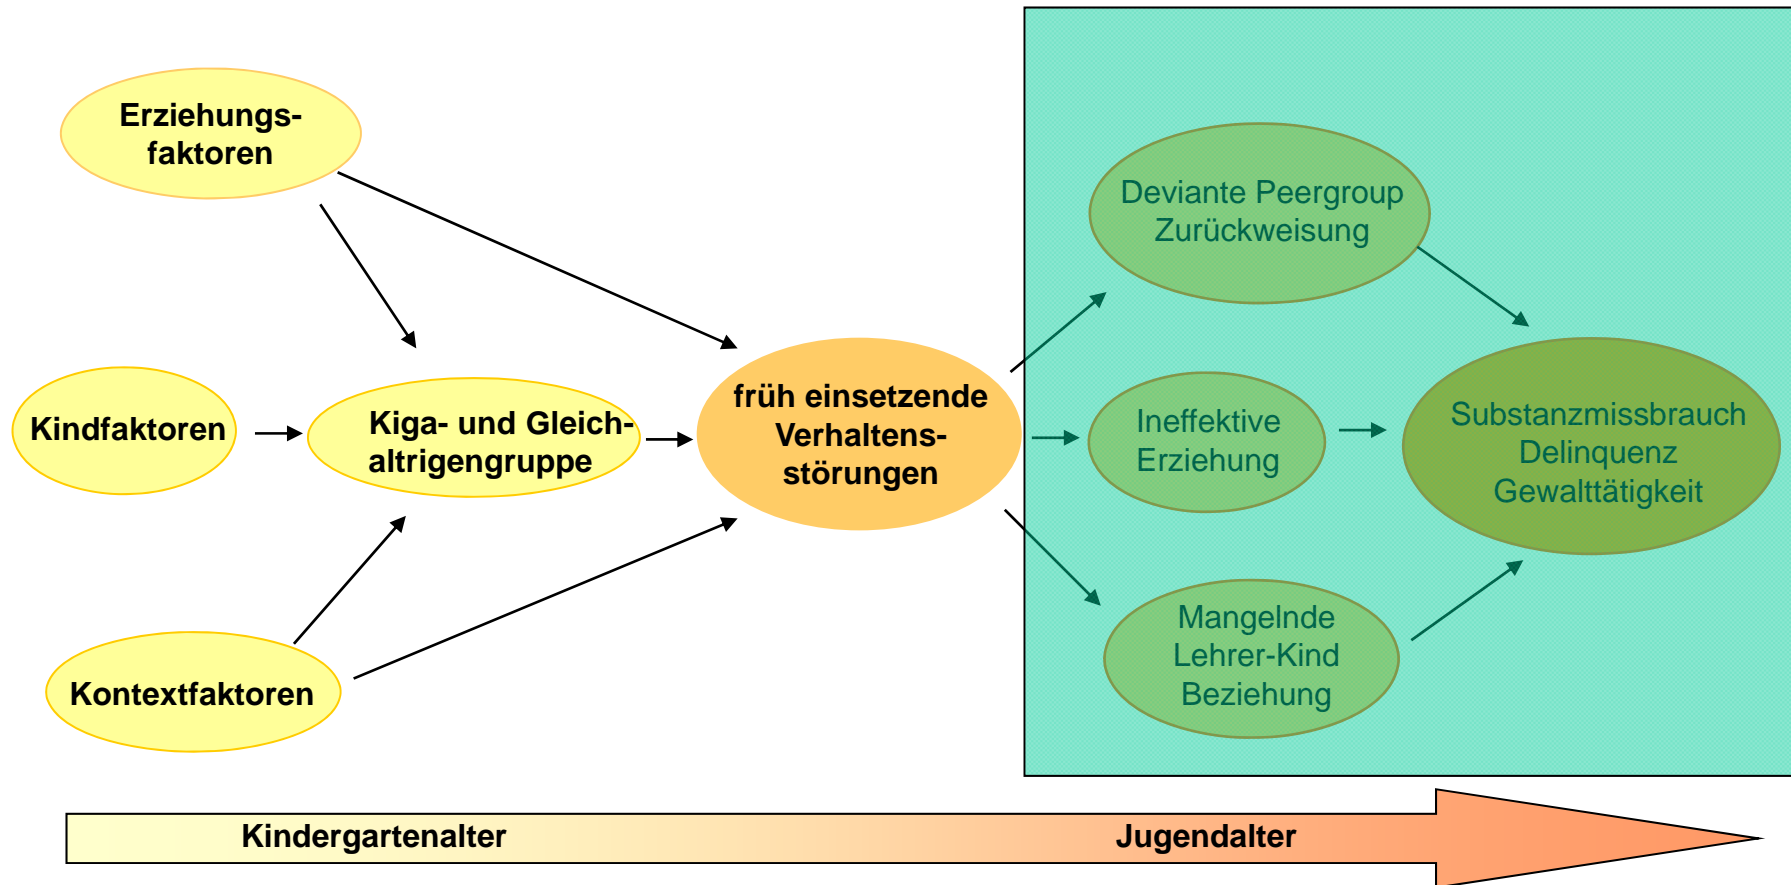 Erziehungs-
faktoren
Kindfaktoren
Kontextfaktoren
Kiga- und Gleich-
altrigengruppe
früh einsetzende
Verhaltens-
störungen
Deviante Peergroup
Zurückweisung
Ineffektive
Erziehung
Mangelnde
Lehrer-Kind
Beziehung
Substanzmissbrauch
Delinquenz
Gewalttätigkeit
Kindergartenalter
Jugendalter